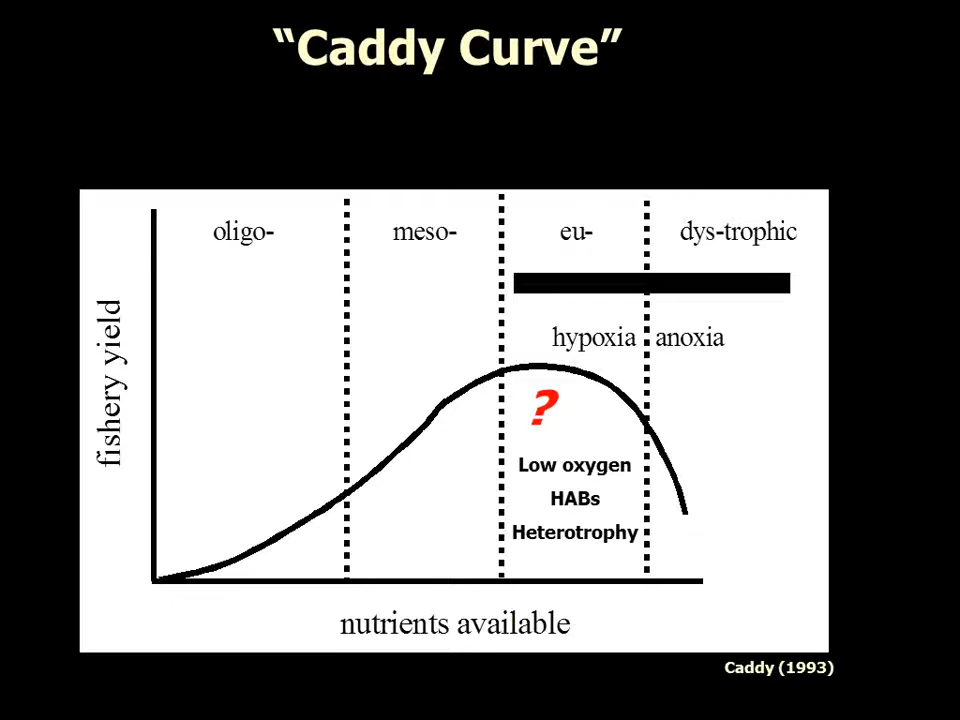 “Caddy Curve”
oligo- meso- eu- dys-trophic
hypoxia anoxia
fishery yield
?
Low oxygen
HABs
Heterotrophy
nutrients available
Caddy (1993)